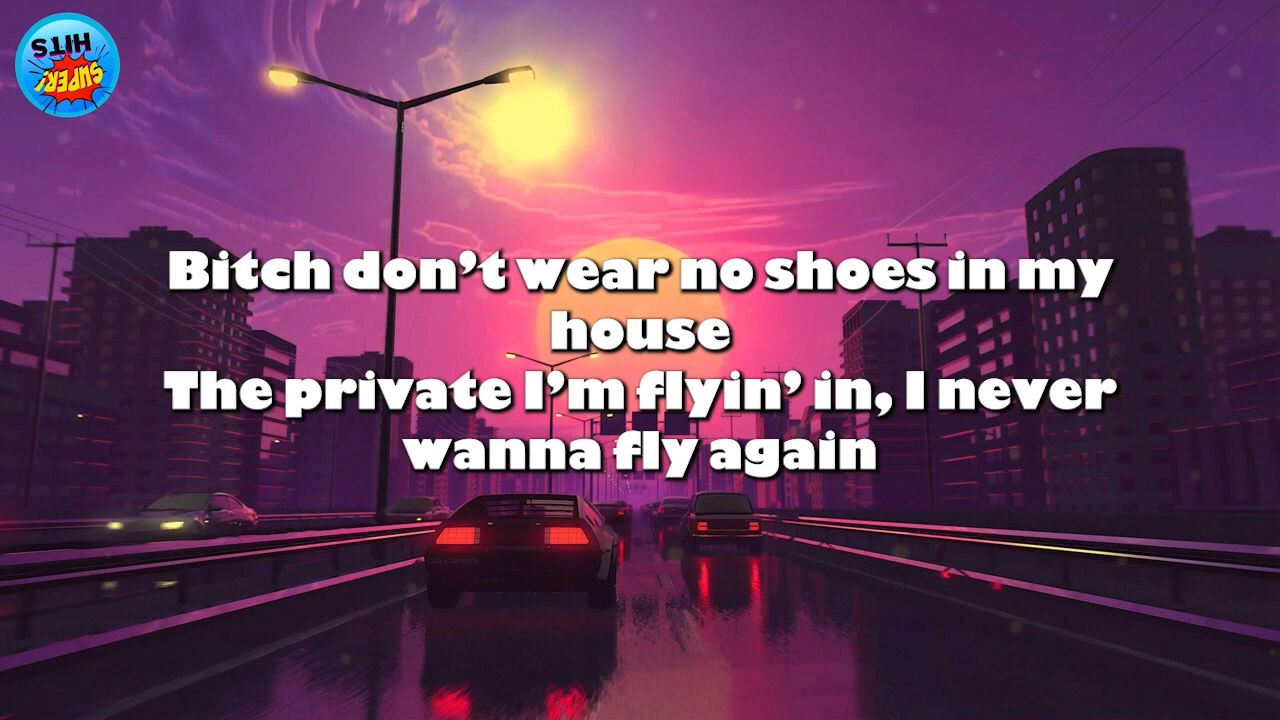 SUPER!
HITS
Bitch don’t wear no shoes in my
house
The private I’m flyin’ in, I never
wanna fly again